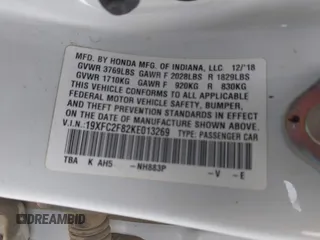 MFD. BY HONDA MFG. OF INDIANA, LLC. 12/'18
GVWR 3769LBS GAWR F 2028LBS R 1829LBS
GVWR 1710KG GAWR F 920KG R 830KG
THIS VEHICLE CONFORMS TO ALL APPLICABLE
FEDERAL MOTOR VEHICLE SAFETY, BUMPER,
AND THEFT PREVENTION STANDARDS IN EFFECT
ON THE DATE OF MANUFACTURE SHOWN ABOVE.
V.I.N.:19XFC2F82KE013269 TYPE: PASSENGER CAR
TBA K AH5 -NH883P -V -E
DREAMBID